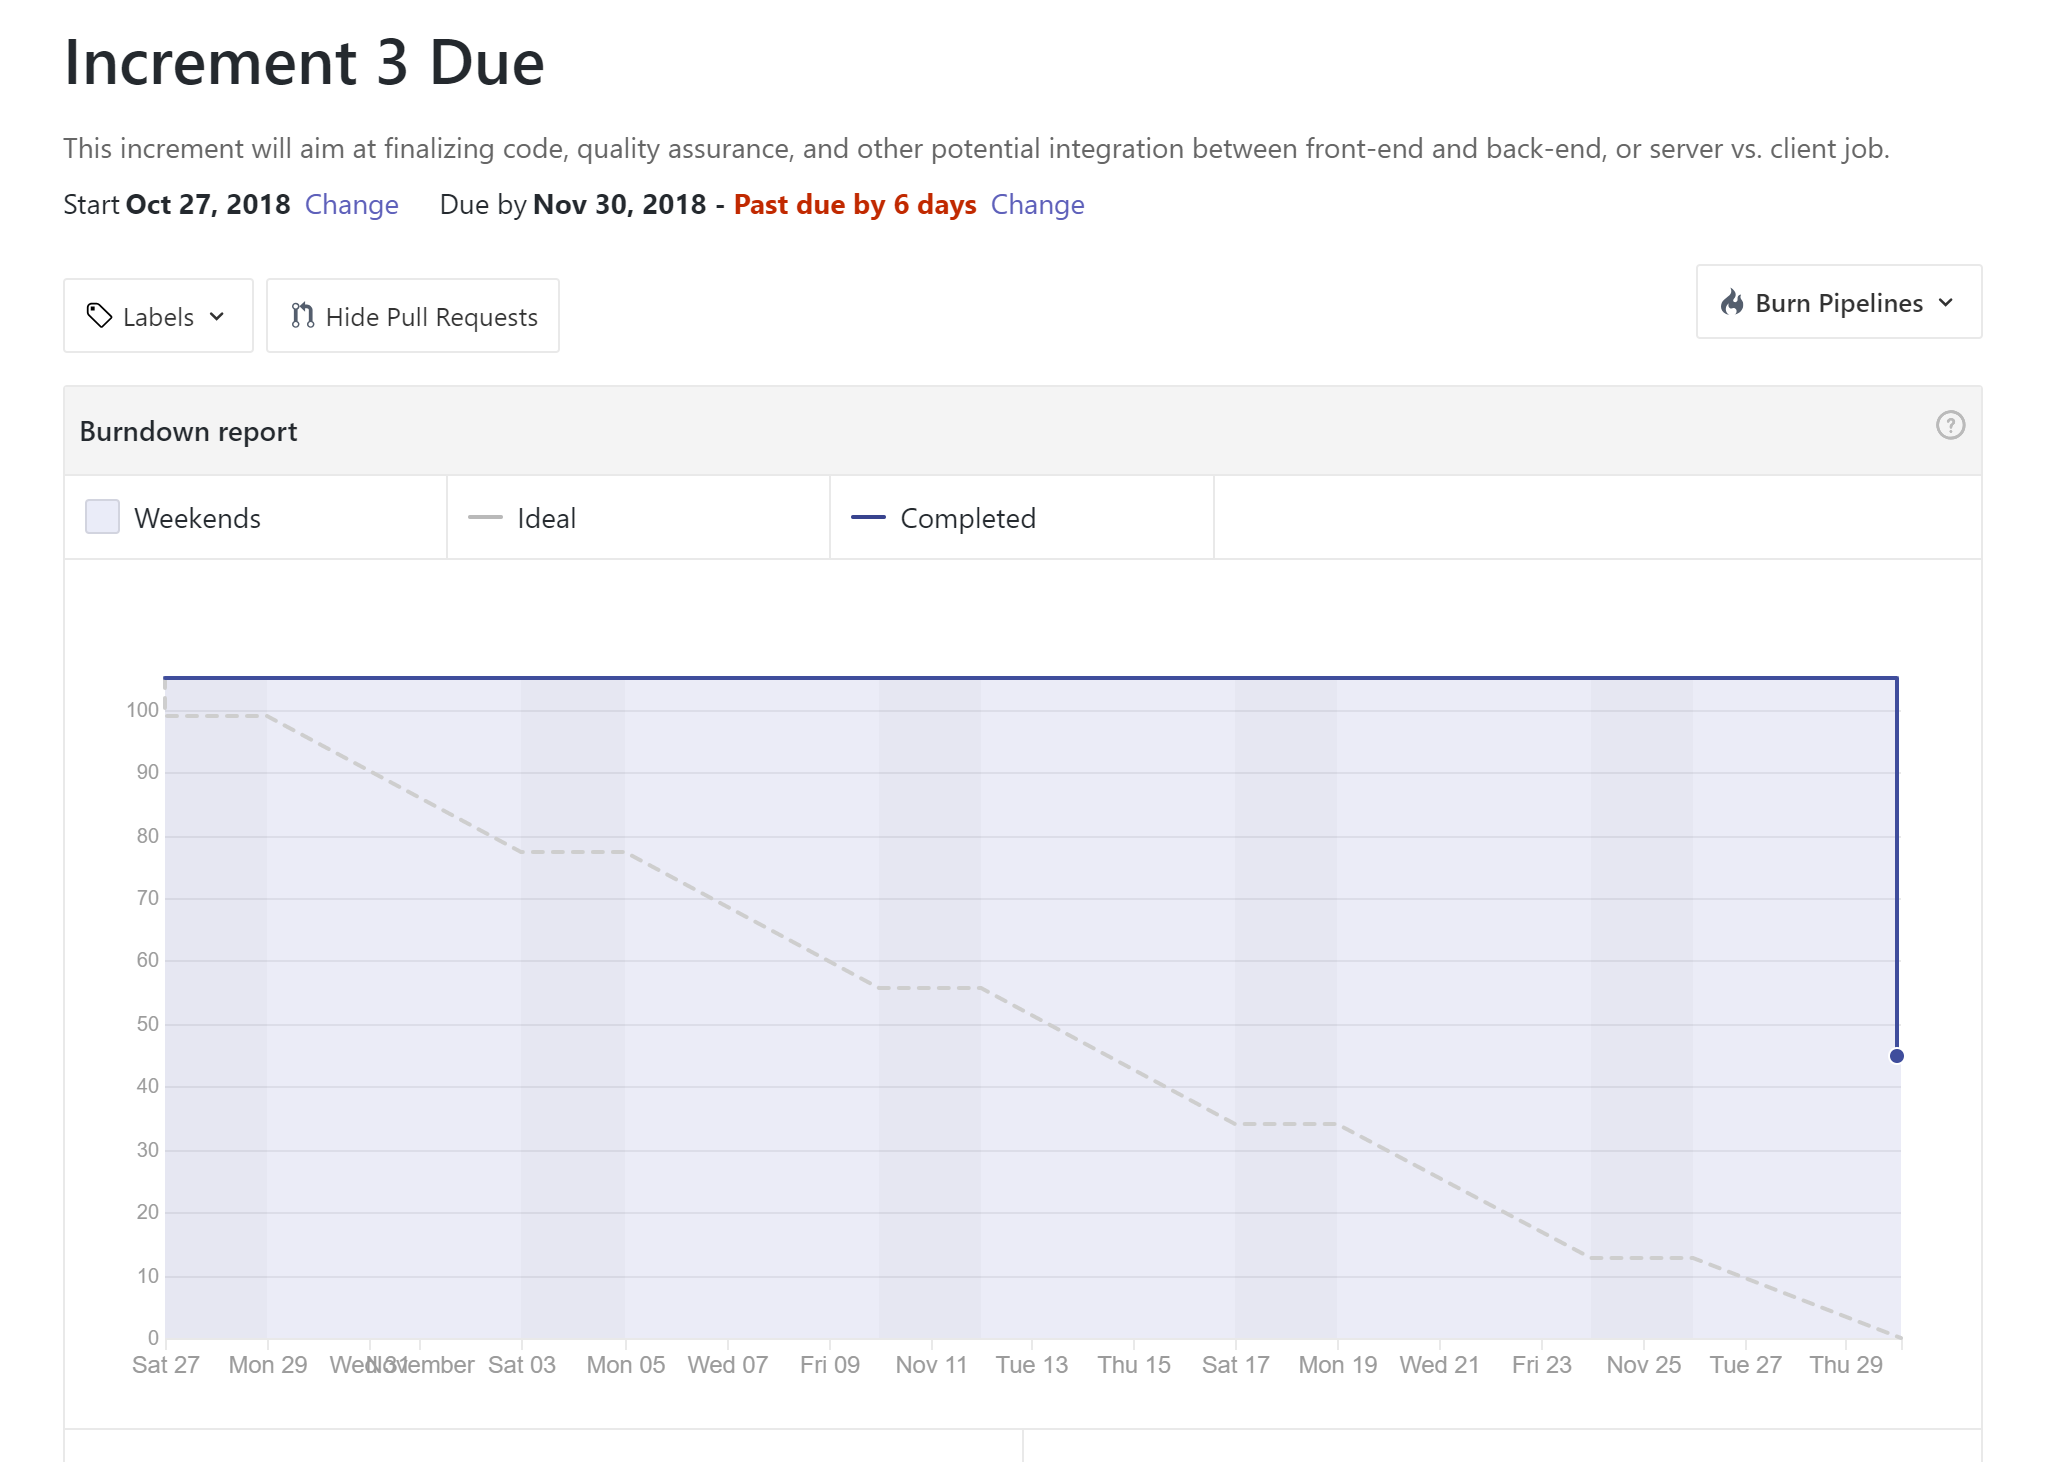 Increment 3 Due
This increment will aim at finalizing code, quality assurance, and other potential integration between front-end and back-end, or server vs. client job.
Start Oct 27, 2018 Change Due by Nov 30, 2018 - Past due by 6 days Change
Labels Hide Pull Requests Burn Pipelines
Burndown report ?
Weekends Ideal Completed
100
90
80
70
60
50
40
30
20
10
0
Sat 27 Mon 29 Wed 31 November Sat 03 Mon 05 Wed 07 Fri 09 Nov 11 Tue 13 Thu 15 Sat 17 Mon 19 Wed 21 Fri 23 Nov 25 Tue 27 Thu 29